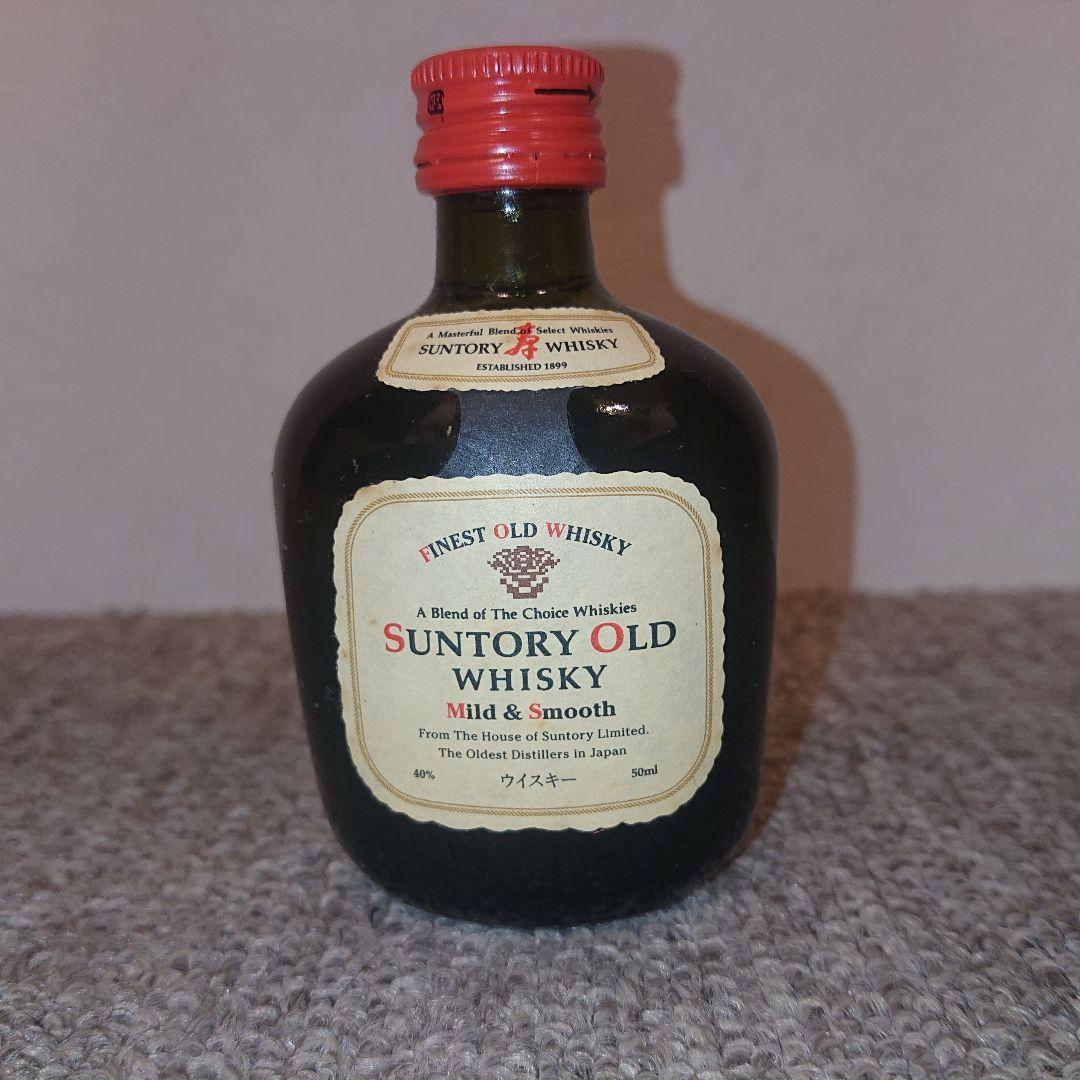 A Masterful Blend of Select Whiskies
SUNTORY 寿 WHISKY
ESTABLISHED 1899
FINEST OLD WHISKY
A Blend of The Choice Whiskies
SUNTORY OLD
WHISKY
Mild & Smooth
From The House of Suntory Limited.
The Oldest Distillers in Japan
40% ウイスキー 50ml